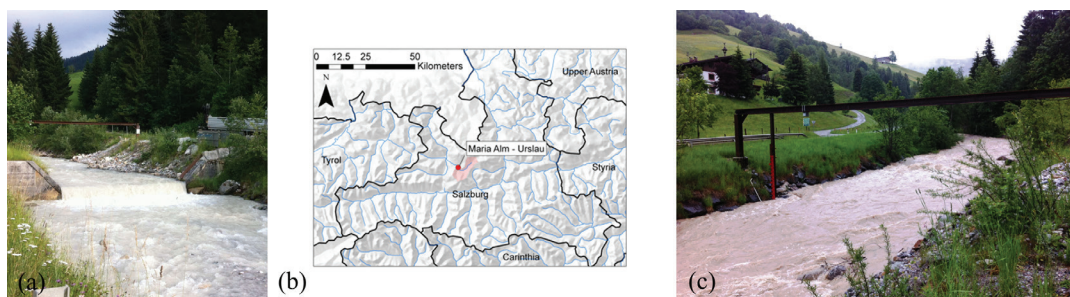 (a)
(b)
0 12.5 25 50
Kilometers
N
Upper Austria
Tyrol
Maria Alm - Urslau
Styria
Salzburg
Carinthia
(c)